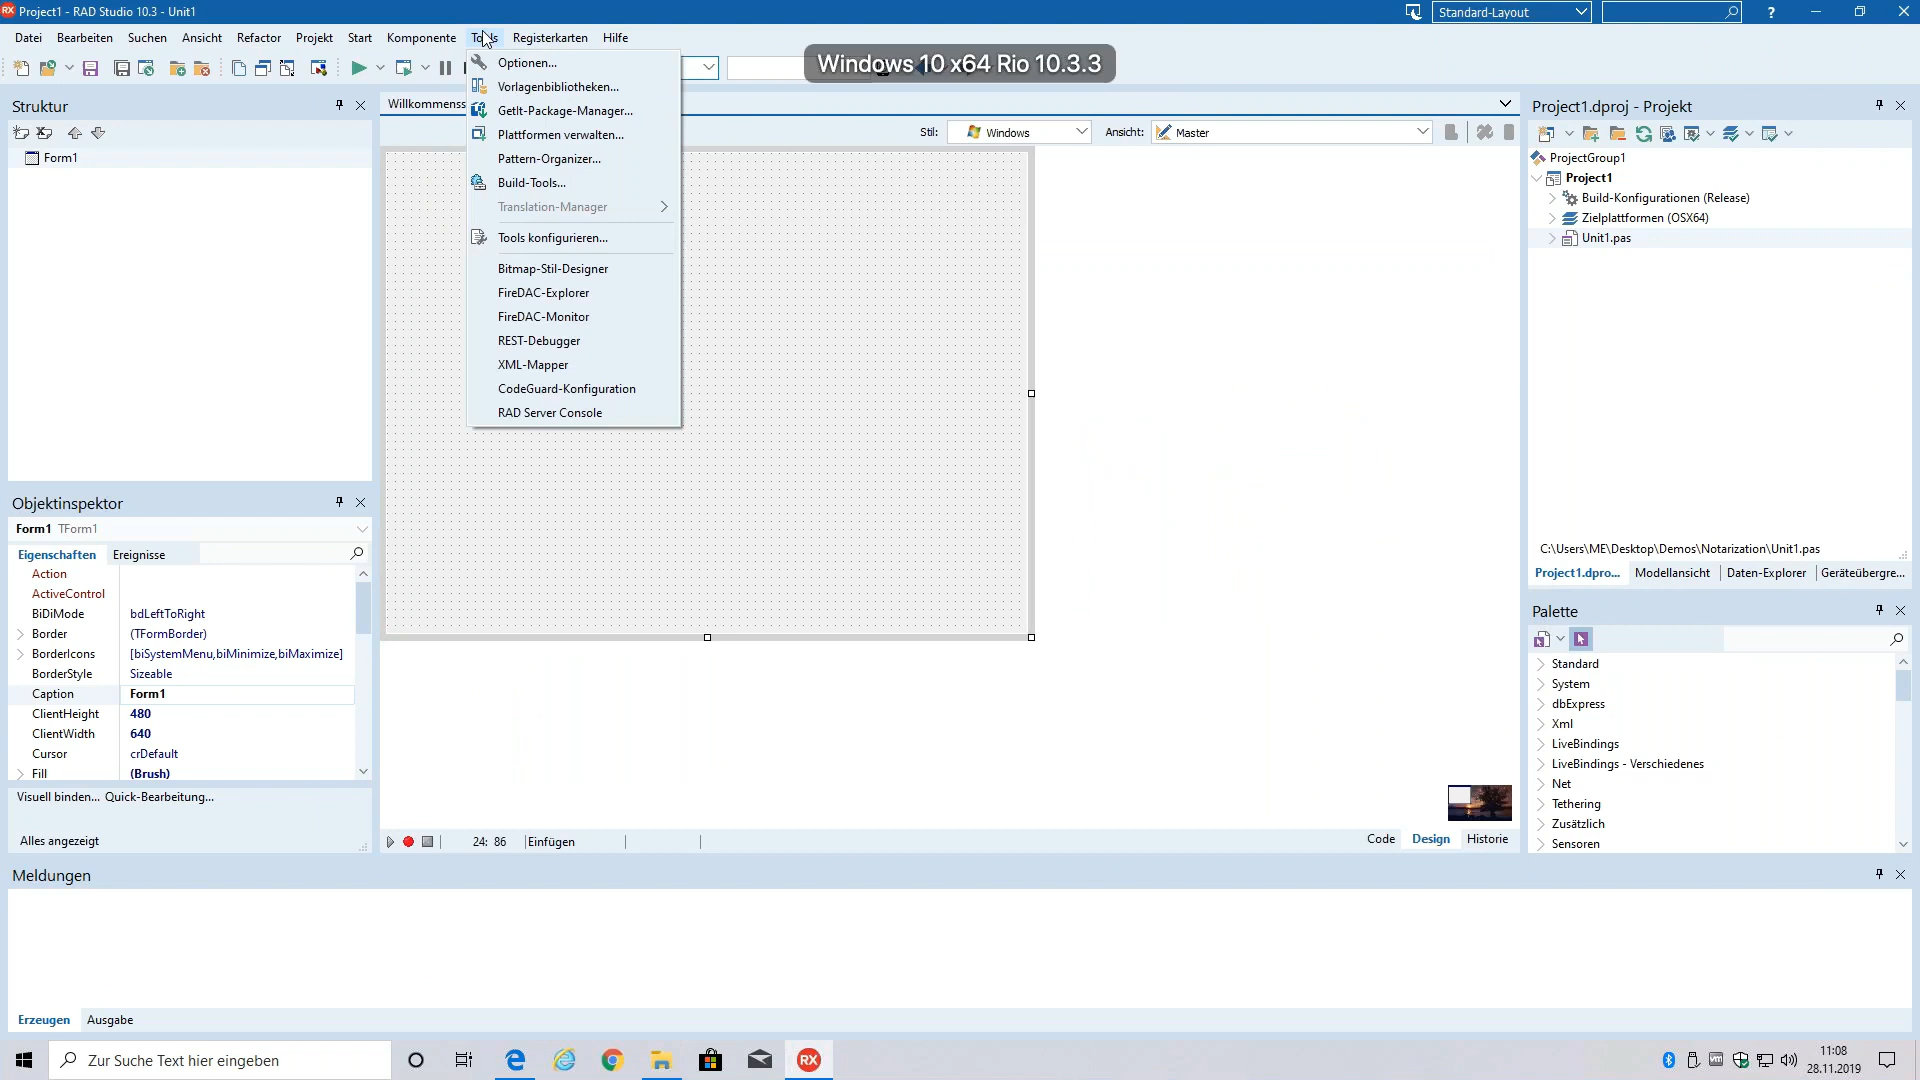 RX Project1 - RAD Studio 10.3 - Unit1
Standard-Layout
?
Datei Bearbeiten Suchen Ansicht Refactor Projekt Start Komponente Tools Registerkarten Hilfe
Windows 10 x64 Rio 10.3.3
Optionen...
Vorlagenbibliotheken...
GetIt-Package-Manager...
Plattformen verwalten...
Pattern-Organizer...
Build-Tools...
Translation-Manager
Tools konfigurieren...
Bitmap-Stil-Designer
FireDAC-Explorer
FireDAC-Monitor
REST-Debugger
XML-Mapper
CodeGuard-Konfiguration
RAD Server Console
Struktur
Form1
Willkommenss
Stil: Windows Ansicht: Master
Objektinspektor
Form1 TForm1
Eigenschaften Ereignisse
Action
ActiveControl
BiDiMode bdLeftToRight
Border (TFormBorder)
BorderIcons [biSystemMenu,biMinimize,biMaximize]
BorderStyle Sizeable
Caption Form1
ClientHeight 480
ClientWidth 640
Cursor crDefault
Fill (Brush)
Visuell binden... Quick-Bearbeitung...
Alles angezeigt
24: 86 Einfügen
Code Design Historie
Project1.dproj - Projekt
ProjectGroup1
Project1
Build-Konfigurationen (Release)
Zielplattformen (OSX64)
Unit1.pas
C:\Users\ME\Desktop\Demos\Notarization\Unit1.pas
Project1.dpro... Modellansicht Daten-Explorer Geräteübergre...
Palette
Standard
System
dbExpress
Xml
LiveBindings
LiveBindings - Verschiedenes
Net
Tethering
Zusätzlich
Sensoren
Meldungen
Erzeugen Ausgabe
Zur Suche Text hier eingeben
RX
11:08
28.11.2019